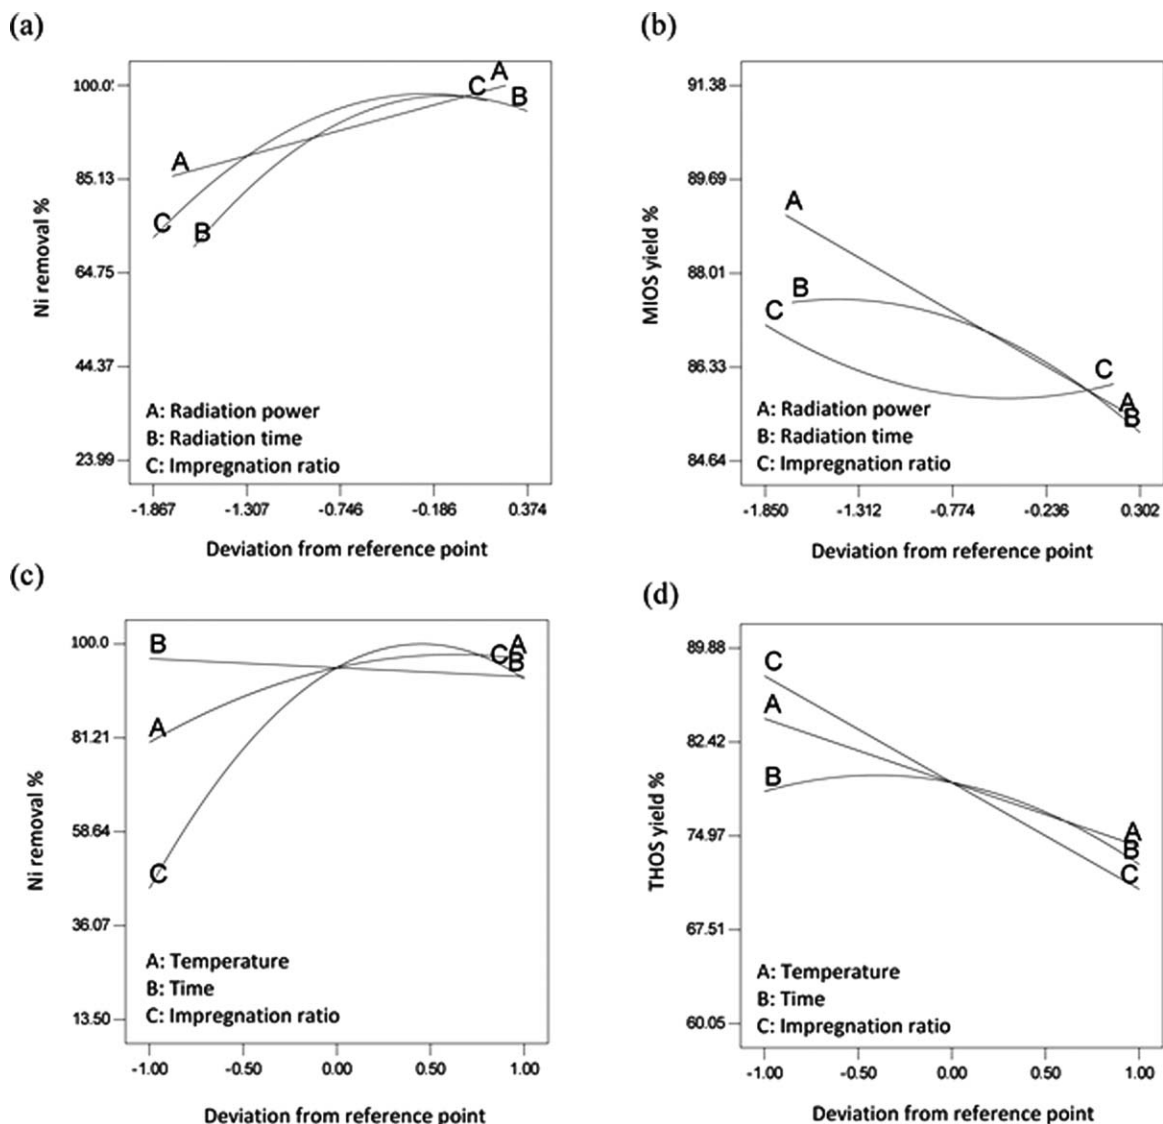 (a)
100.0'
85.13
64.75
44.37
23.99
Ni removal %
A
C
B
A
C
B
A: Radiation power
B: Radiation time
C: Impregnation ratio
-1.867 -1.307 -0.746 -0.186 0.374
Deviation from reference point
(b)
91.38
89.69
88.01
86.33
84.64
MIOS yield %
A
B
C
C
A
B
A: Radiation power
B: Radiation time
C: Impregnation ratio
-1.850 -1.312 -0.774 -0.236 0.302
Deviation from reference point
(c)
100.0
81.21
58.64
36.07
13.50
Ni removal %
B
A
C
A
C
B
A: Temperature
B: Time
C: Impregnation ratio
-1.00 -0.50 0.00 0.50 1.00
Deviation from reference point
(d)
89.88
82.42
74.97
67.51
60.05
THOS yield %
C
A
B
A
B
C
A: Temperature
B: Time
C: Impregnation ratio
-1.00 -0.50 0.00 0.50 1.00
Deviation from reference point